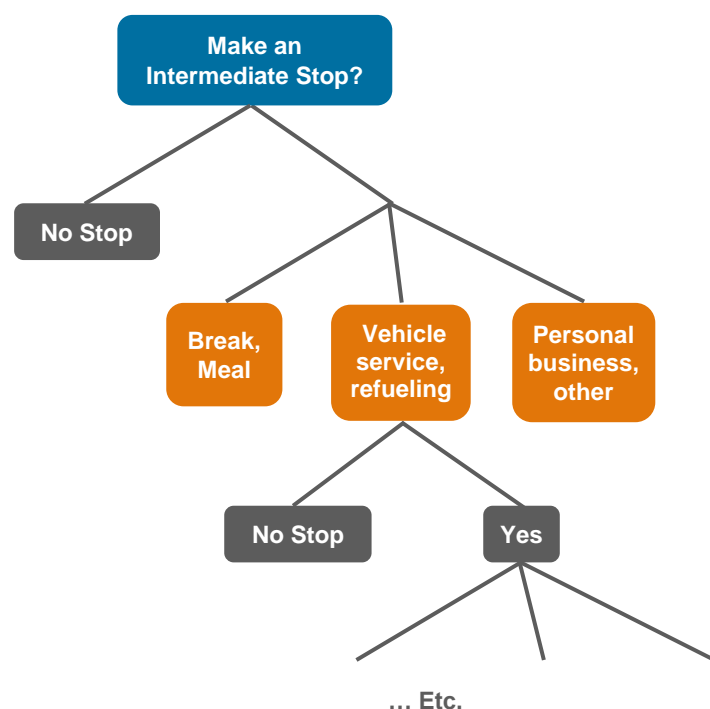 Make an
Intermediate Stop?
No Stop
Break,
Meal
Vehicle
service,
refueling
Personal
business,
other
No Stop
Yes
… Etc.